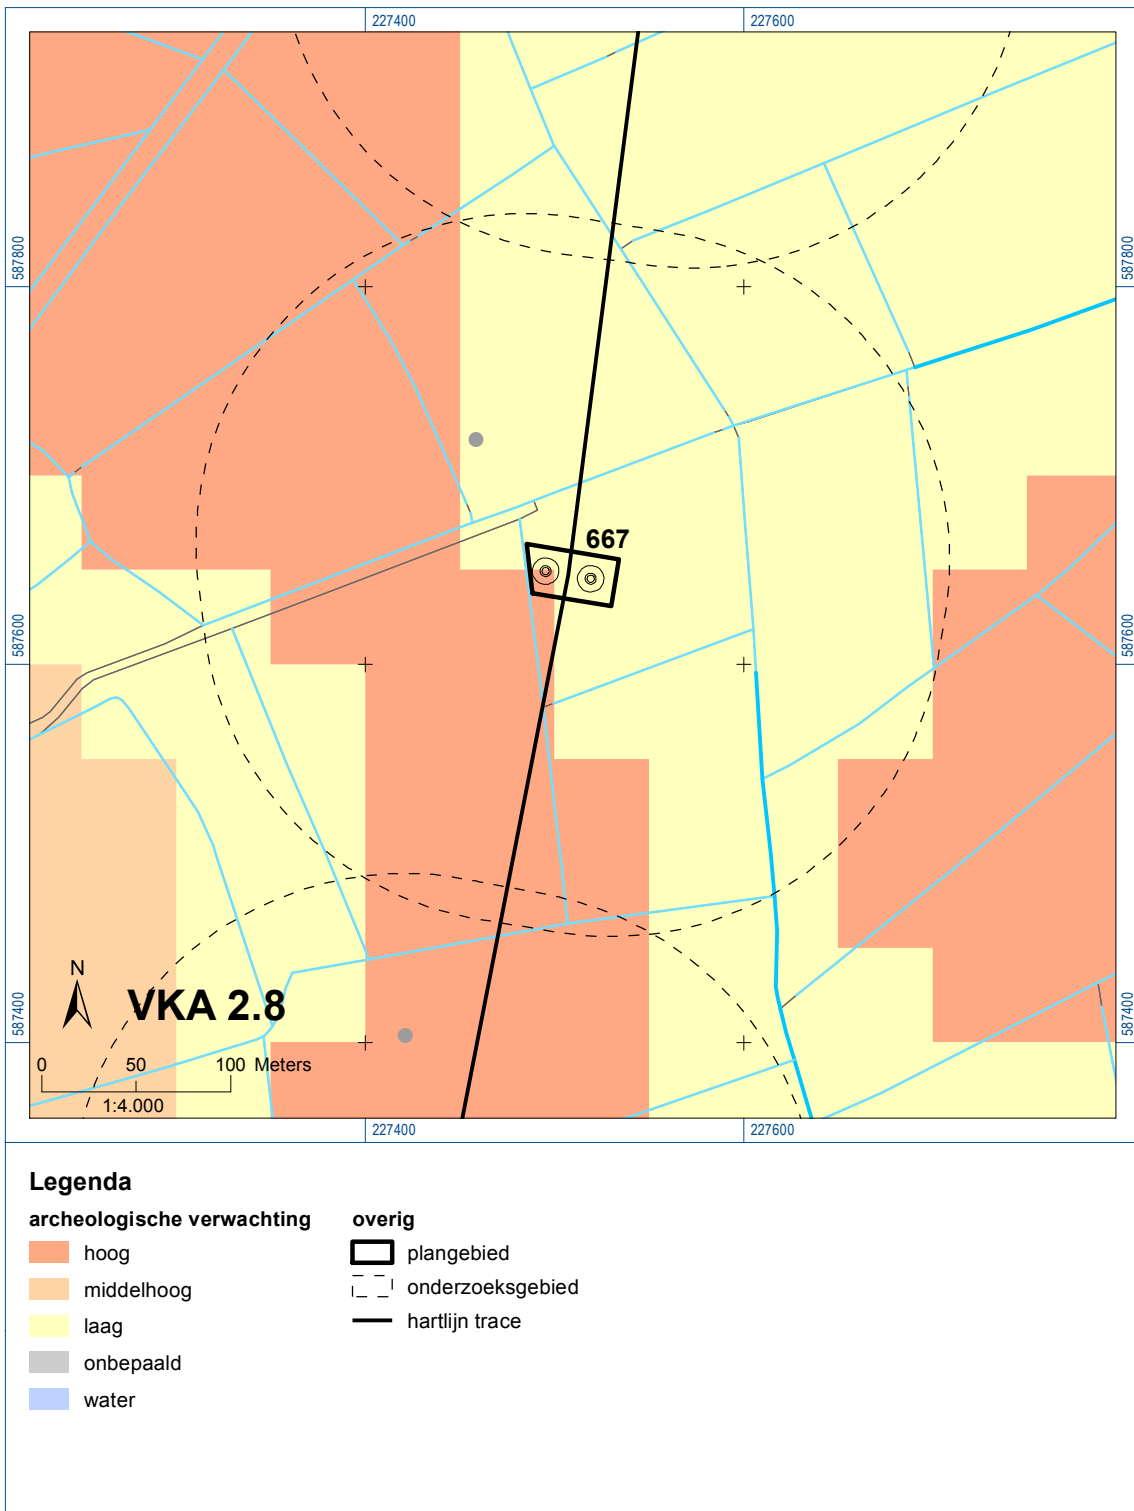 227400
227600
587800
587800
667
587600
587600
N
VKA 2.8
587400
587400
0 50 100 Meters
1:4.000
227400
227600
Legenda
archeologische verwachting
hoog
middelhoog
laag
onbepaald
water
overig
plangebied
onderzoeksgebied
hartlijn trace